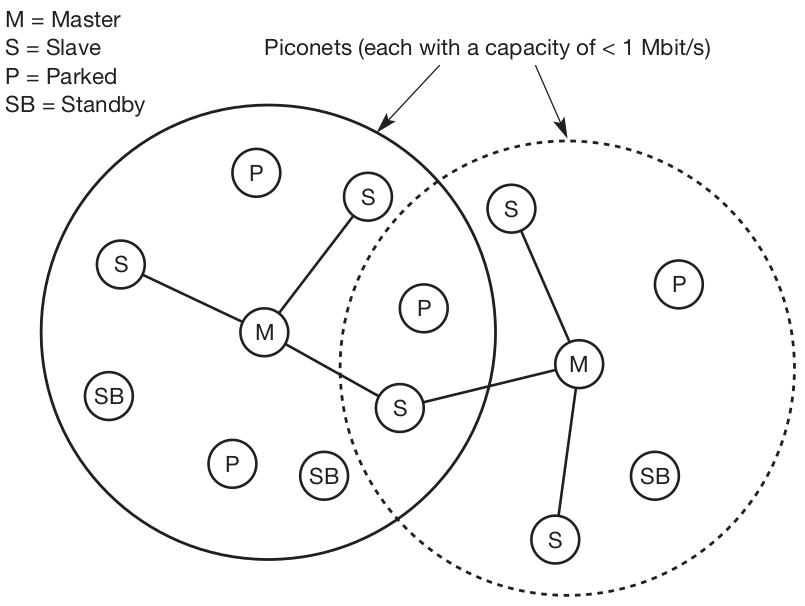 M = Master
S = Slave
P = Parked
SB = Standby
Piconets (each with a capacity of < 1 Mbit/s)
P
S
S
S
P
P
M
M
SB
S
P
SB
SB
S